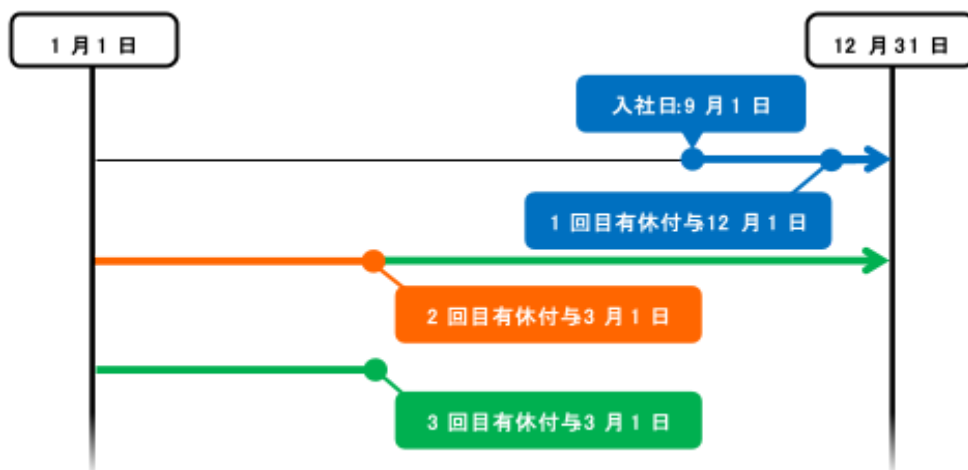 1 月 1 日
12 月 31 日
入社日:9 月 1 日
1 回目有休付与:12 月 1 日
2 回目有休付与:3 月 1 日
3 回目有休付与:3 月 1 日